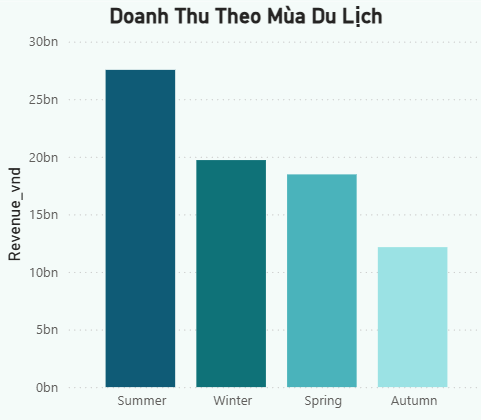 Doanh Thu Theo Mùa Du Lịch
Revenue_vnd
30bn
25bn
20bn
15bn
10bn
5bn
0bn
Summer Winter Spring Autumn